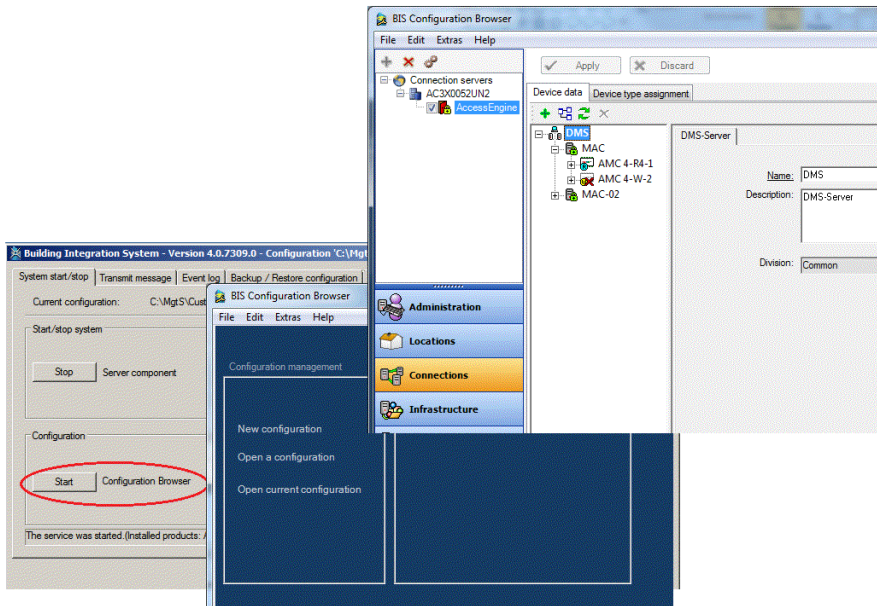 BIS Configuration Browser
File Edit Extras Help
Connection servers
AC3X0052UN2
AccessEngine
Apply Discard
Device data Device type assignment
DMS
MAC
AMC 4-R4-1
AMC 4-W-2
MAC-02
DMS-Server
Name: DMS
Description: DMS-Server
Division: Common
Administration
Locations
Connections
Infrastructure
Building Integration System - Version 4.0.7309.0 - Configuration 'C:\Mgt
System start/stop Transmit message Event log Backup / Restore configuration
Current configuration: C:\MgtS\Cust
Start/stop system
Stop Server component
Configuration
Start Configuration Browser
The service was started.(Installed products:
BIS Configuration Browser
File Edit Extras Help
Configuration management
New configuration
Open a configuration
Open current configuration